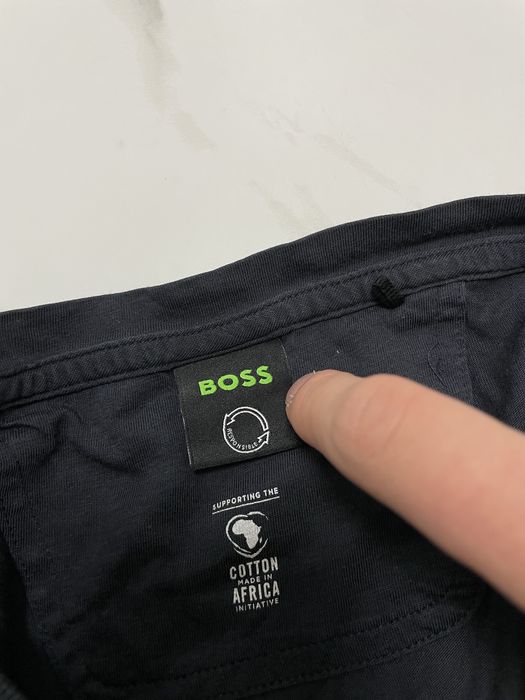 BOSS
RESPONSIBLE
SUPPORTING THE
COTTON
MADE IN
AFRICA
INITIATIVE